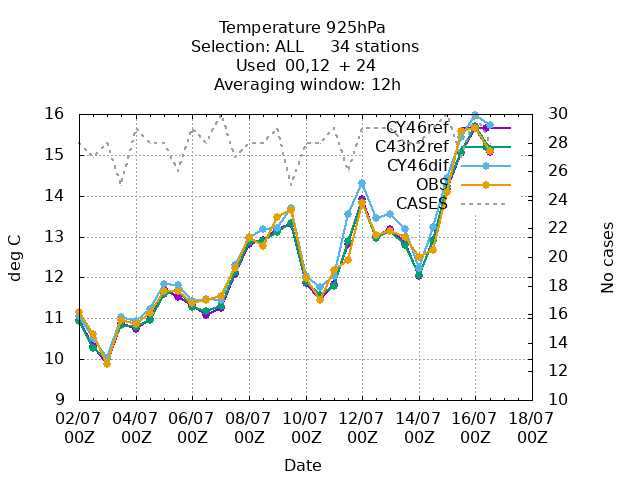 Temperature 925hPa
Selection: ALL 34 stations
Used 00,12 + 24
Averaging window: 12h
16 30
15 28
14 26
13 24
12 22
11 20
10 18
9 16
14
12
10
deg C
No cases
CY46ref
C43h2ref
CY46dif
OBS
CASES
02/07 04/07 06/07 08/07 10/07 12/07 14/07 16/07 18/07
00Z 00Z 00Z 00Z 00Z 00Z 00Z 00Z 00Z
Date